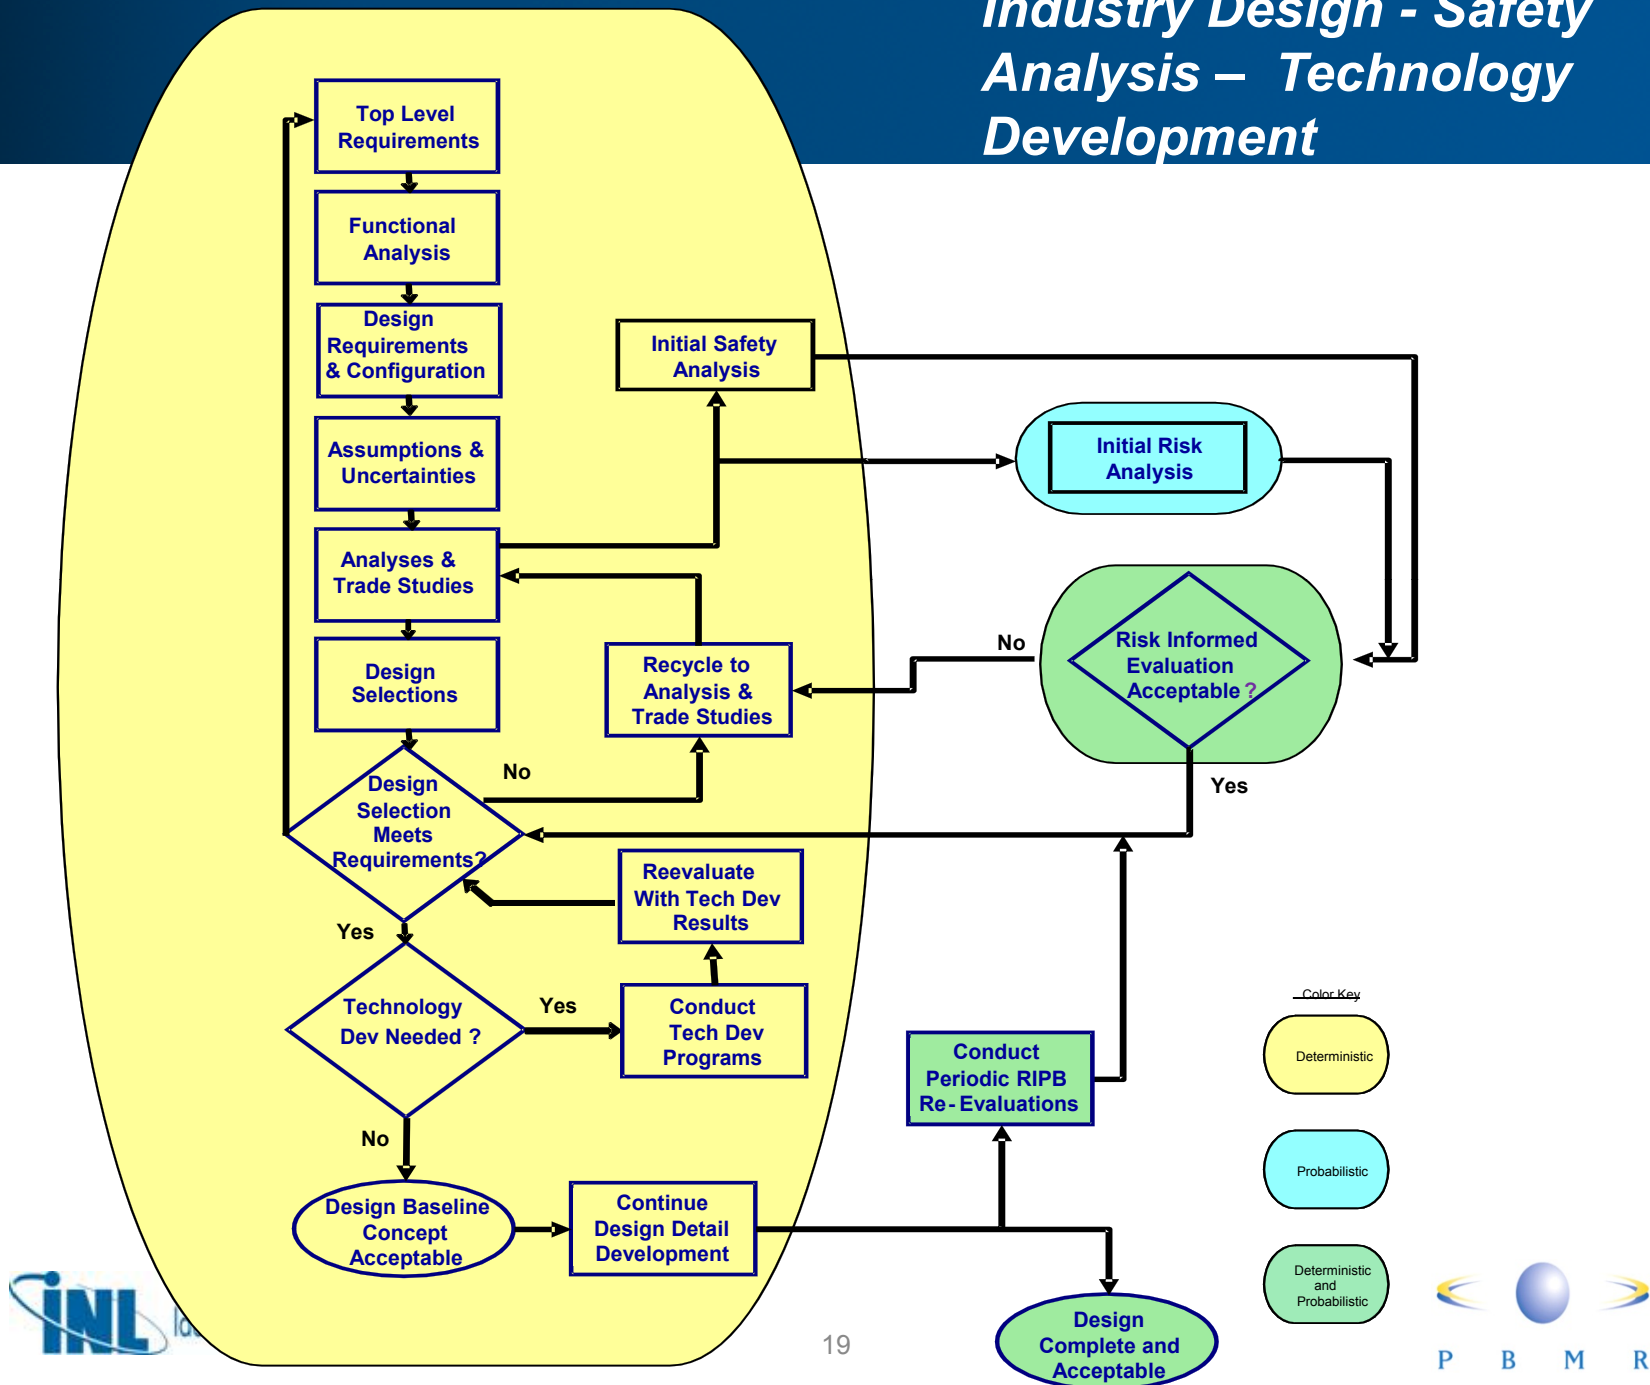 Industry Design - Safety
Analysis – Technology
Development
Top Level
Requirements
Functional
Analysis
Design
Requirements
& Configuration
Assumptions &
Uncertainties
Analyses &
Trade Studies
Design
Selections
Design
Selection
Meets
Requirements?
Yes
No
Technology
Dev Needed ?
Yes
No
Design Baseline
Concept
Acceptable
Continue
Design Detail
Development
Initial Safety
Analysis
Recycle to
Analysis &
Trade Studies
Reevaluate
With Tech Dev
Results
Conduct
Tech Dev
Programs
Initial Risk
Analysis
Risk Informed
Evaluation
Acceptable ?
No
Yes
Conduct
Periodic RIPB
Re-Evaluations
Design
Complete and
Acceptable
Color Key
Deterministic
Probabilistic
Deterministic
and
Probabilistic
INL
19
P B M R